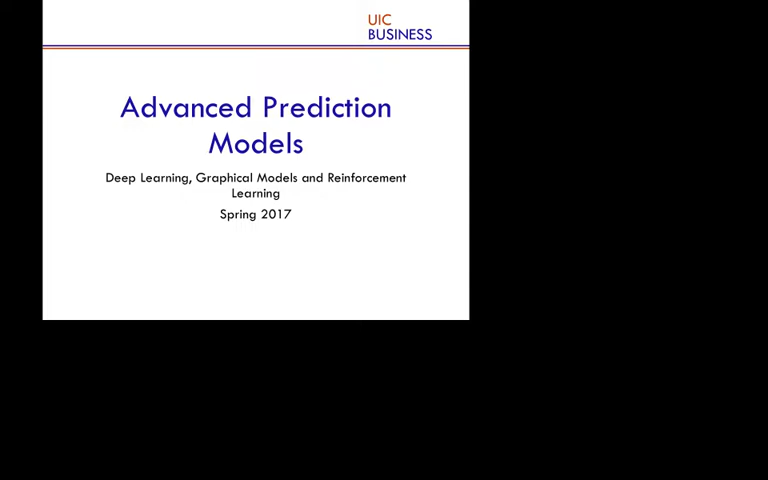 UIC
BUSINESS
Advanced Prediction
Models
Deep Learning, Graphical Models and Reinforcement
Learning
Spring 2017